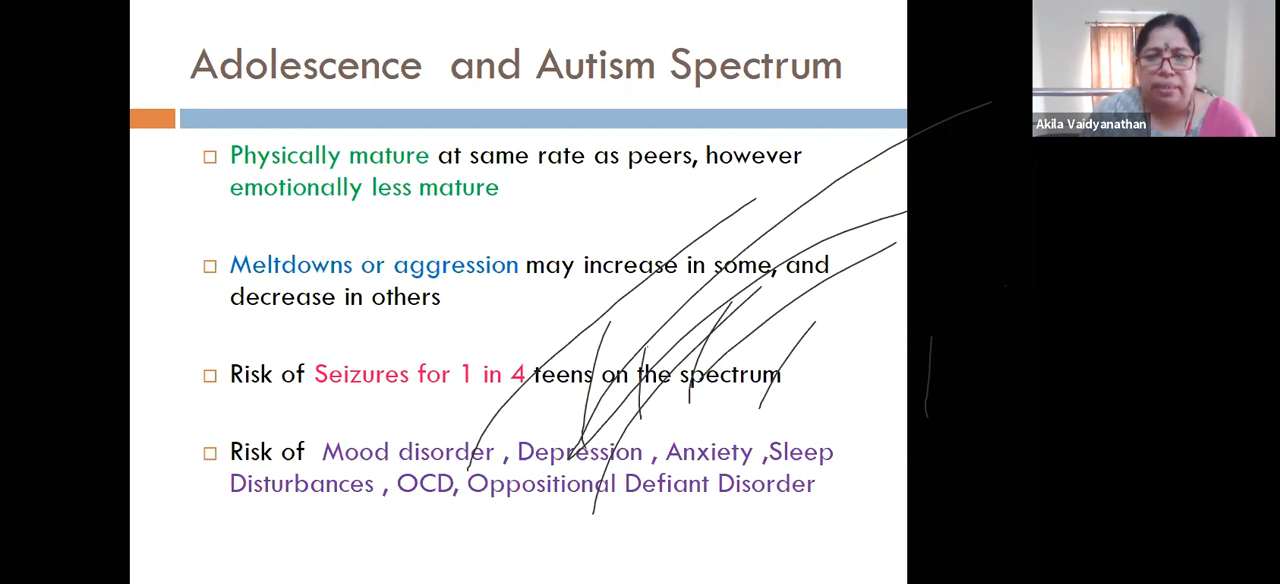 Adolescence and Autism Spectrum
Physically mature at same rate as peers, however
emotionally less mature
Meltdowns or aggression may increase in some, and
decrease in others
Risk of Seizures for 1 in 4 teens on the spectrum
Risk of Mood disorder , Depression , Anxiety ,Sleep
Disturbances , OCD, Oppositional Defiant Disorder
Akila Vaidyanathan